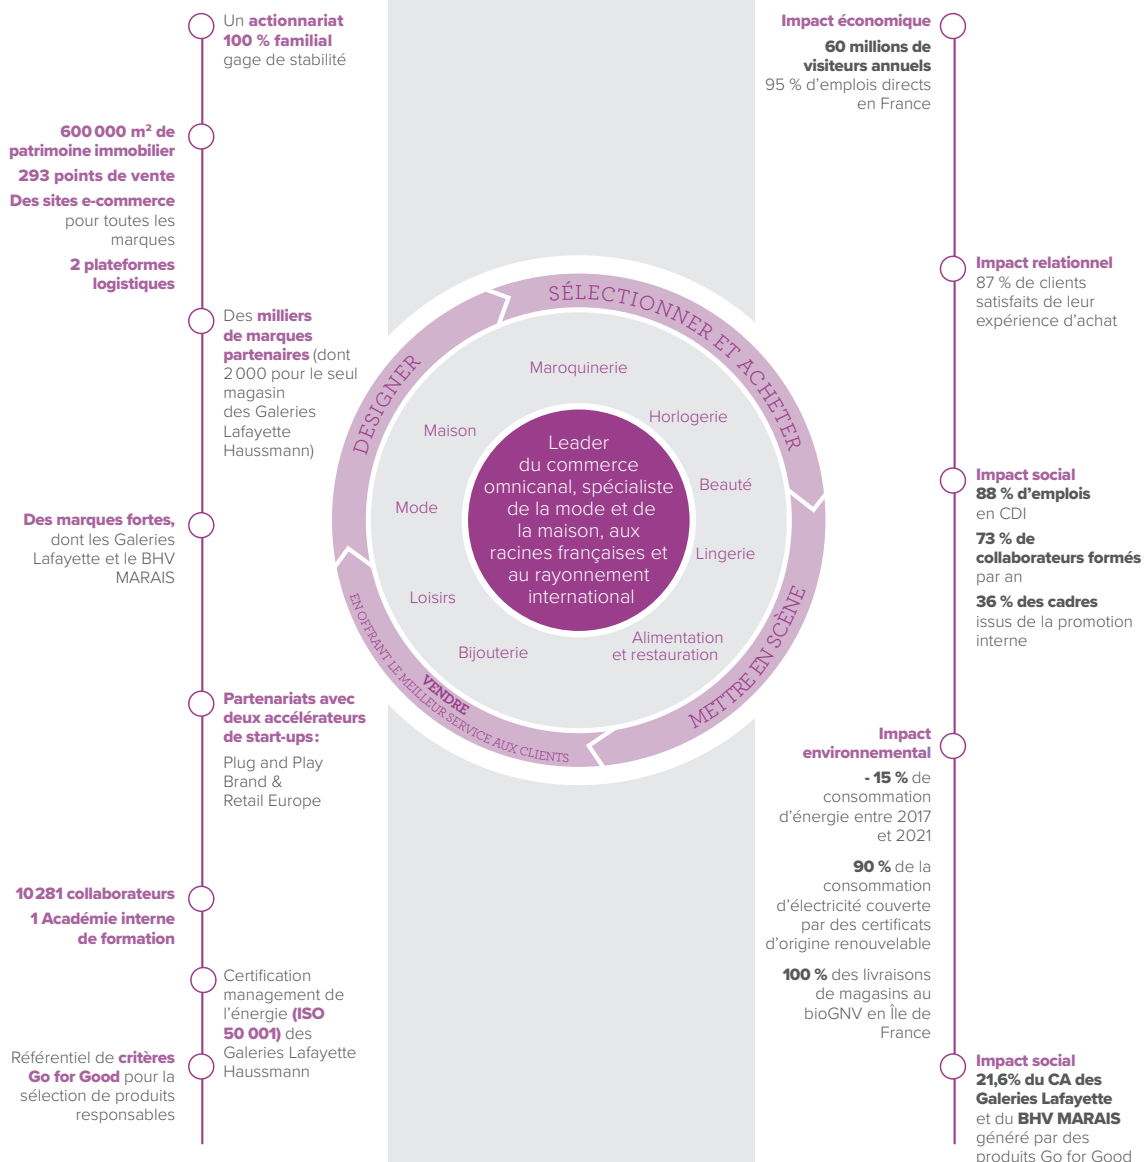 Un actionnariat
100 % familial
gage de stabilité
600 000 m² de
patrimoine immobilier
293 points de vente
Des sites e-commerce
pour toutes les
marques
2 plateformes
logistiques
Des milliers
de marques
partenaires (dont
2 000 pour le seul
magasin
des Galeries
Lafayette
Haussmann)
Des marques fortes,
dont les Galeries
Lafayette et le BHV
MARAIS
Partenariats avec
deux accélérateurs
de start-ups :
Plug and Play
Brand &
Retail Europe
10 281 collaborateurs
1 Académie interne
de formation
Certification
management de
l’énergie (ISO
50 001) des
Galeries Lafayette
Haussmann
Référentiel de critères
Go for Good pour la
sélection de produits
responsables
DESIGNER
SÉLECTIONNER ET ACHETER
METTRE EN SCÈNE
VENDRE
EN OFFRANT LE MEILLEUR SERVICE AUX CLIENTS
Maroquinerie
Horlogerie
Beauté
Lingerie
Alimentation
et restauration
Bijouterie
Loisirs
Mode
Maison
Leader
du commerce
omnicanal, spécialiste
de la mode et de
la maison, aux
racines françaises et
au rayonnement
international
Impact économique
60 millions de
visiteurs annuels
95 % d’emplois directs
en France
Impact relationnel
87 % de clients
satisfaits de leur
expérience d’achat
Impact social
88 % d’emplois
en CDI
73 % de
collaborateurs formés
par an
36 % des cadres
issus de la promotion
interne
Impact
environnemental
- 15 % de
consommation
d’énergie entre 2017
et 2021
90 % de la
consommation
d’électricité couverte
par des certificats
d’origine renouvelable
100 % des livraisons
de magasins au
bioGNV en Île de
France
Impact social
21,6% du CA des
Galeries Lafayette
et du BHV MARAIS
généré par des
produits Go for Good